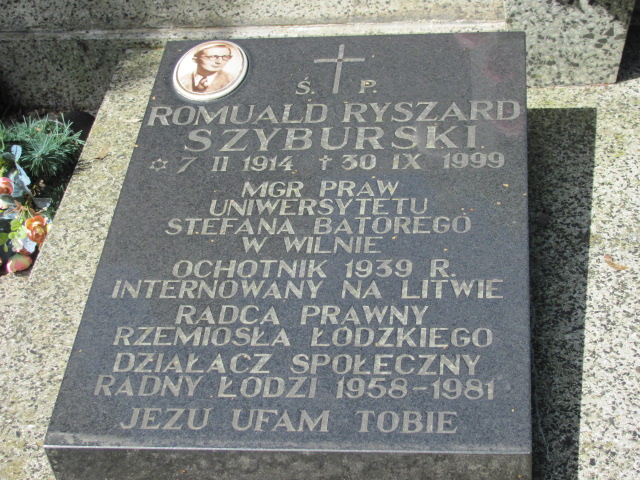 Ś. P.
ROMUALD RYSZARD
SZYBURSKI
7 II 1914 30 IX 1999
MGR PRAW
UNIWERSYTETU
STEFANA BATOREGO
W WILNIE
OCHOTNIK 1939 R.
INTERNOWANY NA LITWIE
RADCA PRAWNY
RZEMIOSŁA ŁÓDZKIEGO
DZIAŁACZ SPOŁECZNY
RADNY ŁODZI 1958-1981
JEZU UFAM TOBIE